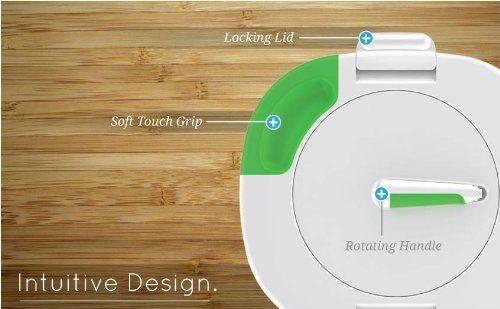 Locking Lid
Soft Touch Grip
Rotating Handle
Intuitive Design.